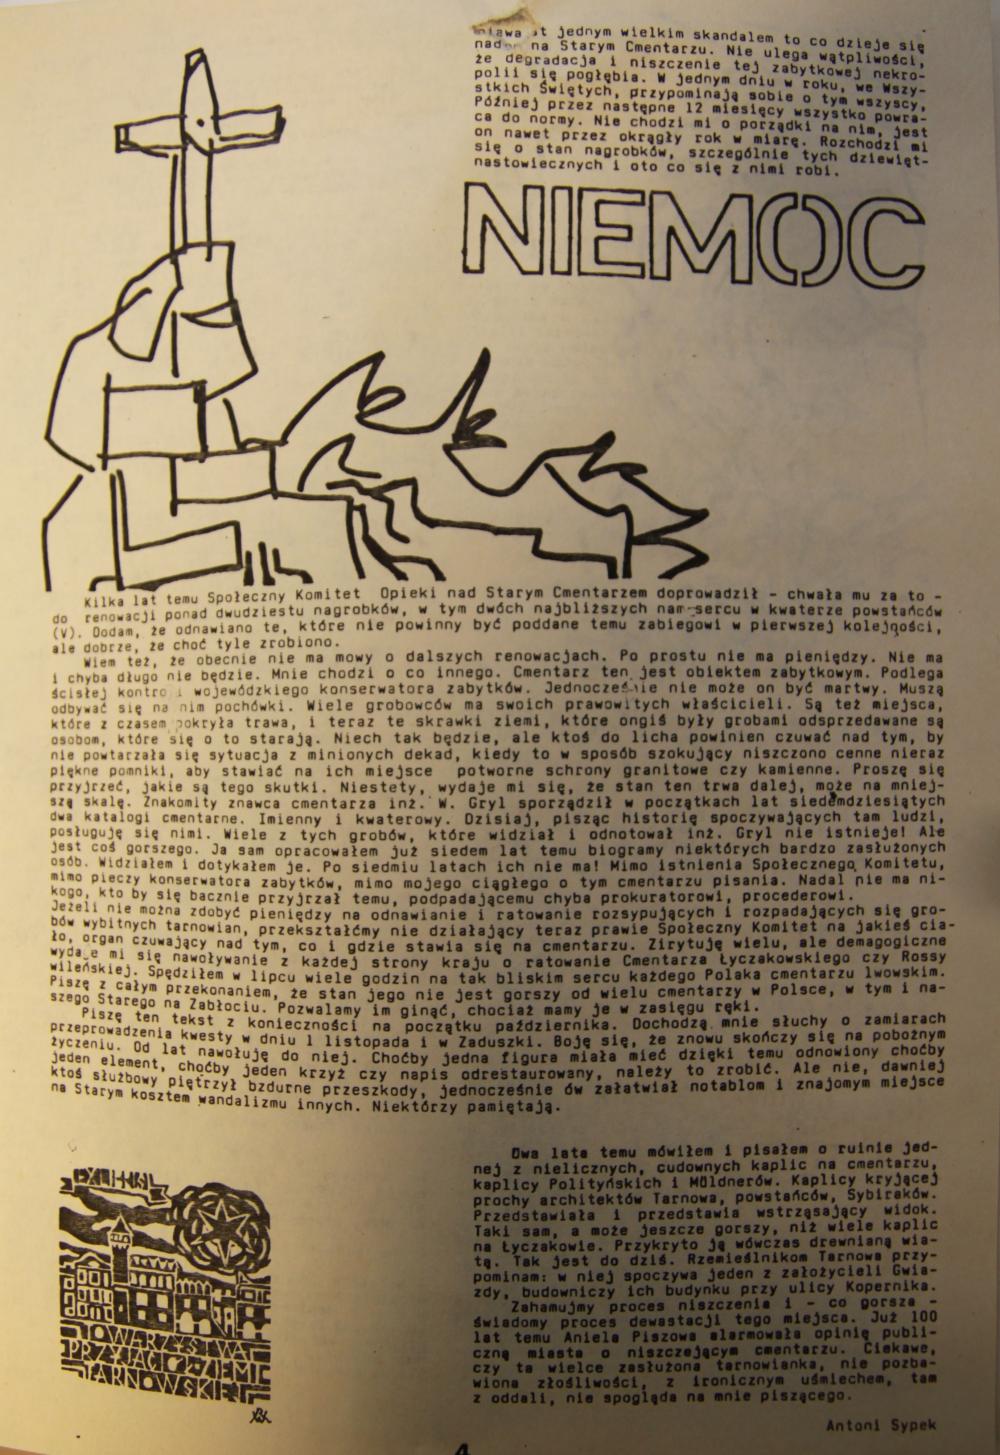 jednym wielkim skandalem to co dzieje się
na Starym Cmentarzu. Nie ulega wątpliwości,
że degradacja i niszczenie tej zabytkowej nekro-
polii się pogłębia. W jednym dniu w roku, we Wszy-
stkich Świętych, przypominają sobie o tym wszyscy,
Później przez następne 12 miesięcy wszystko powra-
ca do normy. Nie chodzi mi o porządki na nim, jest
on nawet przez okrągły rok w miarę. Rozchodzi mi
się o stan nagrobków, szczególnie tych dziewięt-
nastowiecznych i oto co się z nimi robi.
NIEMOC
Kilka lat temu Społeczny Komitet Opieki nad Starym Cmentarzem doprowadził - chwała mu za to -
do renowacji ponad dwudziestu nagrobków, w tym dwóch najbliższych nam sercu w kwaterze powstańców
(V). Dodam, że odnawiano te, które nie powinny być poddane temu zabiegowi w pierwszej kolejności,
ale dobrze, że choć tyle zrobiono.
Wiem też, że obecnie nie ma mowy o dalszych renowacjach. Po prostu nie ma pieniędzy. Nie ma
i chyba długo nie będzie. Mnie chodzi o co innego. Cmentarz ten jest obiektem zabytkowym. Podlega
ścisłej wojewódzkiego konserwatora zabytków. Jednocześnie nie może on być martwy. Muszą
odbywać się na nim pochówki. Wiele grobowców ma swoich prawowitych właścicieli. Są też miejsca,
które z czasem pokryła trawa, i teraz te skrawki ziemi, które ongiś były grobami odsprzedawane są
osobom, które się o to starają. Niech tak będzie, ale ktoś do licha powinien czuwać nad tym, by
nie powtarzała się sytuacja z minionych dekad, kiedy to w sposób szokujący niszczono cenne nieraz
piękne pomniki, aby stawiać na ich miejsce potworne schrony granitowe czy kamienne. Proszę się
przyjrzeć, jakie są tego skutki. Niestety, wydaje mi się, że stan ten trwa dalej, może na mniej-
szą skalę. Znakomity znawca cmentarza inż. W. Gryl sporządził w początkach lat siedemdziesiątych
dwa katalogi cmentarne. Imienny i kwaterowy. Dzisiaj, pisząc historię spoczywających tam ludzi,
posługuję się nimi. Wiele z tych grobów, które widział i odnotował inż. Gryl nie istnieje! Ale
jest coś gorszego. Ja sam opracowałem już siedem lat temu biogramy niektórych bardzo zasłużonych
osób. Widziałem i dotykałem je. Po siedmiu latach ich nie ma! Mimo istnienia Społecznego Komitetu,
mimo pieczy konserwatora zabytków, mimo mojego ciągłego o tym cmentarzu pisania. Nadal nie ma ni-
kogo, kto by się bacznie przyjrzał temu, podpadającemu chyba prokuratorowi, procederowi.
Jeżeli nie można zdobyć pieniędzy na odnawianie i ratowanie rozsypujących i rozpadających się gro-
bów wybitnych tarnowian, przekształćmy nie działający teraz prawie Społeczny Komitet na jakieś cia-
ło, organ czuwający nad tym, co i gdzie stawia się na cmentarzu. Zirytuję wielu, ale demagogiczne
wydaje mi się nawoływanie z każdej strony kraju o ratowanie Cmentarza Łyczakowskiego czy Rossy
wileńskiej. Spędziłem w lipcu wiele godzin na tak bliskim sercu każdego Polaka cmentarzu lwowskim.
Piszę z całym przekonaniem, że stan jego nie jest gorszy od wielu cmentarzy w Polsce, w tym i na-
szego Starego na Zabłociu. Pozwalamy im ginąć, chociaż mamy je w zasięgu ręki.
Piszę ten tekst z konieczności na początku października. Dochodzą mnie słuchy o zamiarach
przeprowadzenia kwesty w dniu 1 listopada i w Zaduszki. Boję się, że znowu skończy się na pobożnym
życzeniu. Od lat nawołuję do niej. Choćby jedna figura miała mieć dzięki temu odnowiony choćby
jeden element, choćby jeden krzyż czy napis odrestaurowany, należy to zrobić. Ale nie, dawniej
ktoś służbowy piętrzył bzdurne przeszkody, jednocześnie ów załatwiał notablom i znajomym miejsce
na Starym kosztem wandalizmu innych. Niektórzy pamiętają.
Dwa lata temu mówiłem i pisałem o ruinie jed-
nej z nielicznych, cudownych kaplic na cmentarzu,
kaplicy Polityńskich i Müldnerów. Kaplicy kryjącej
prochy architektów Tarnowa, powstańców, Sybiraków.
Przedstawiała i przedstawia wstrząsający widok.
Taki sam, a może jeszcze gorszy, niż wiele kaplic
na Łyczakowie. Przykryto ją wówczas drewnianą wia-
tą. Tak jest do dziś. Rzemieślnikom Tarnowa przy-
pominam: w niej spoczywa jeden z założycieli Gwia-
zdy, budowniczy ich budynku przy ulicy Kopernika.
Zahamujmy proces niszczenia i - co gorsza -
świadomy proces dewastacji tego miejsca. Już 100
lat temu Aniela Piszowa alarmowała opinię publi-
czną miasta o niszczejącym cmentarzu. Ciekawe,
czy ta wielce zasłużona tarnowianka, nie pozba-
wiona złośliwości, z ironicznym uśmiechem, tam
z oddali, nie spogląda na mnie piszącego.
Antoni Sypek
EXLIBRIS
TOWARZYSTWA
PRZYJACIÓŁ ZIEMI
TARNOWSKIEJ
4